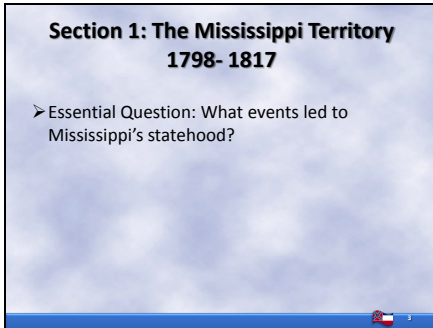 Section 1: The Mississippi Territory
1798- 1817
➢Essential Question: What events led to
Mississippi’s statehood?
3